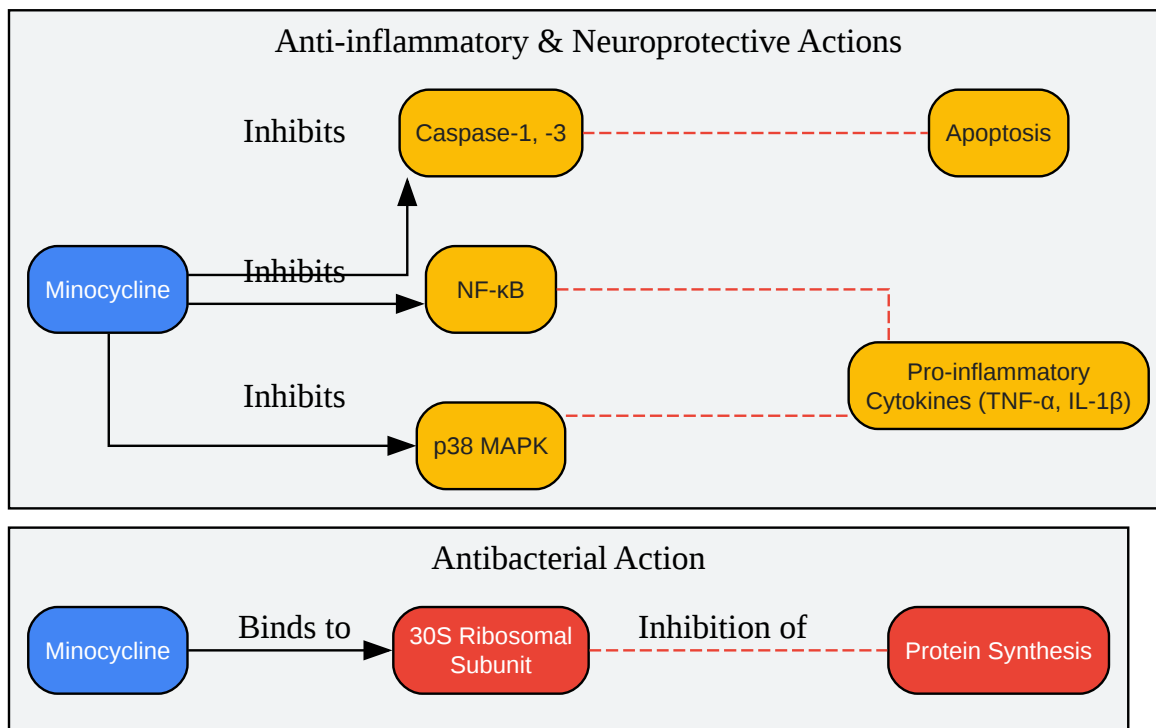 Anti-inflammatory & Neuroprotective Actions
Inhibits
Caspase-1, -3
Apoptosis
Minocycline
Inhibits
NF-κB
Pro-inflammatory
Cytokines (TNF-α, IL-1β)
Inhibits
p38 MAPK
Antibacterial Action
Minocycline
Binds to
30S Ribosomal
Subunit
Inhibition of
Protein Synthesis